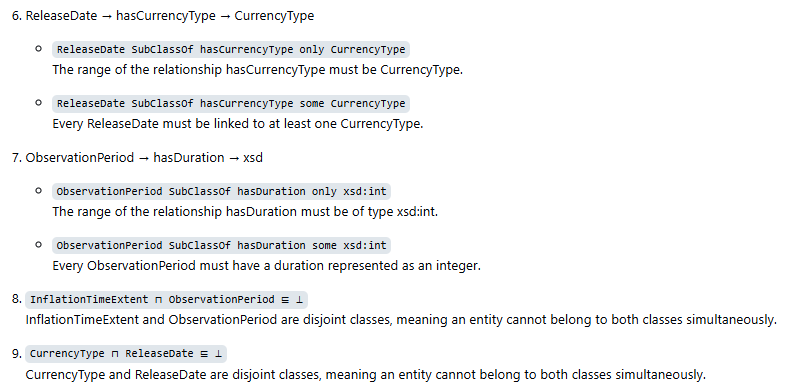 6. ReleaseDate → hasCurrencyType → CurrencyType
ReleaseDate SubClassOf hasCurrencyType only CurrencyType
The range of the relationship hasCurrencyType must be CurrencyType.
ReleaseDate SubClassOf hasCurrencyType some CurrencyType
Every ReleaseDate must be linked to at least one CurrencyType.
7. ObservationPeriod → hasDuration → xsd
ObservationPeriod SubClassOf hasDuration only xsd:int
The range of the relationship hasDuration must be of type xsd:int.
ObservationPeriod SubClassOf hasDuration some xsd:int
Every ObservationPeriod must have a duration represented as an integer.
8. InflationTimeExtent ⊓ ObservationPeriod ⊑ ⊥
InflationTimeExtent and ObservationPeriod are disjoint classes, meaning an entity cannot belong to both classes simultaneously.
9. CurrencyType ⊓ ReleaseDate ⊑ ⊥
CurrencyType and ReleaseDate are disjoint classes, meaning an entity cannot belong to both classes simultaneously.